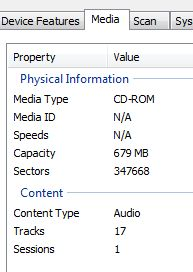 Device Features Media Scan Sys
Property Value
Physical Information
Media Type CD-ROM
Media ID N/A
Speeds N/A
Capacity 679 MB
Sectors 347668
Content
Content Type Audio
Tracks 17
Sessions 1